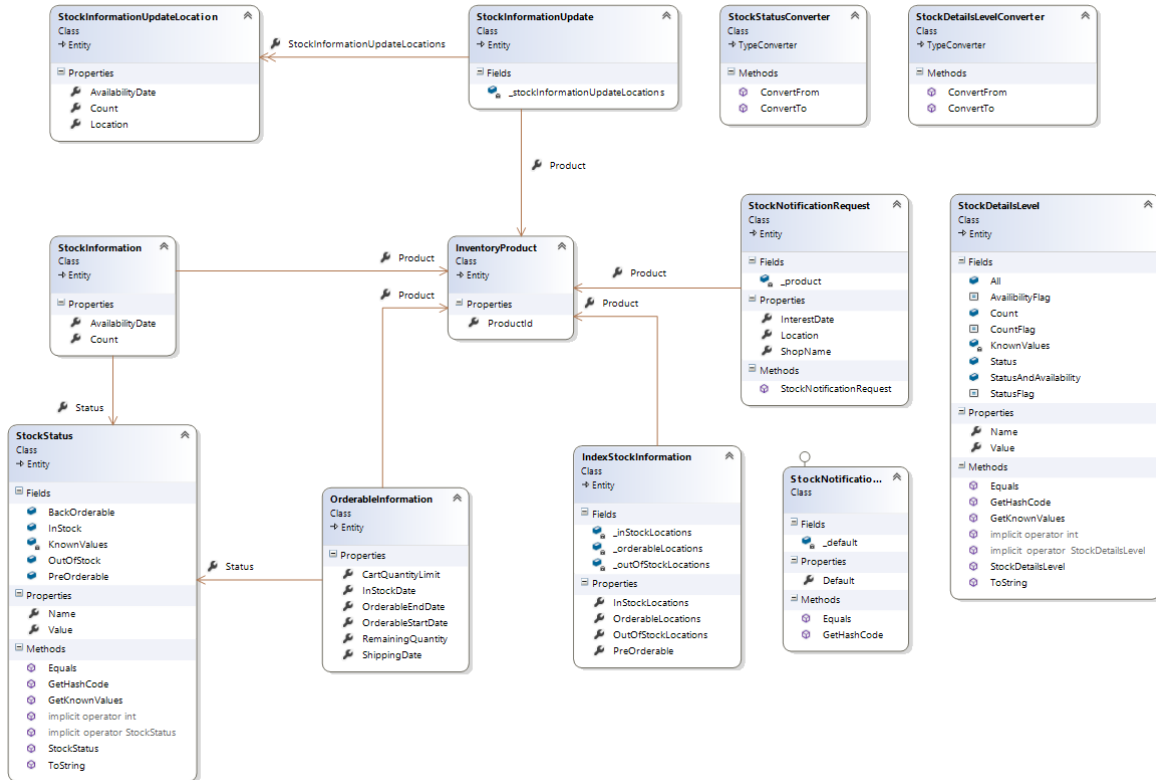 StockInformationUpdateLocation
Class
Entity
Properties
AvailabilityDate
Count
Location
StockInformationUpdateLocations
StockInformationUpdate
Class
Entity
Fields
_stockInformationUpdateLocations
StockStatusConverter
Class
TypeConverter
Methods
ConvertFrom
ConvertTo
StockDetailsLevelConverter
Class
TypeConverter
Methods
ConvertFrom
ConvertTo
Product
StockInformation
Class
Entity
Properties
AvailabilityDate
Count
Product
Product
InventoryProduct
Class
Entity
Properties
ProductId
Product
Product
StockNotificationRequest
Class
Entity
Fields
_product
Properties
InterestDate
Location
ShopName
Methods
StockNotificationRequest
StockDetailsLevel
Class
Entity
Fields
All
AvailibilityFlag
Count
CountFlag
KnownValues
Status
StatusAndAvailability
StatusFlag
Properties
Name
Value
Methods
Equals
GetHashCode
GetKnownValues
implicit operator int
implicit operator StockDetailsLevel
StockDetailsLevel
ToString
Status
StockStatus
Class
Entity
Fields
BackOrderable
InStock
KnownValues
OutOfStock
PreOrderable
Properties
Name
Value
Methods
Equals
GetHashCode
GetKnownValues
implicit operator int
implicit operator StockStatus
StockStatus
ToString
Status
OrderableInformation
Class
Entity
Properties
CartQuantityLimit
InStockDate
OrderableEndDate
OrderableStartDate
RemainingQuantity
ShippingDate
IndexStockInformation
Class
Entity
Fields
_inStockLocations
_orderableLocations
_outOfStockLocations
Properties
InStockLocations
OrderableLocations
OutOfStockLocations
PreOrderable
StockNotificatio...
Class
Fields
_default
Properties
Default
Methods
Equals
GetHashCode